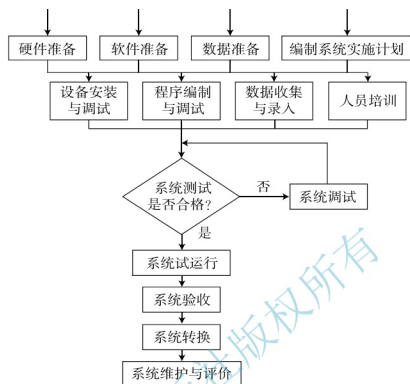 硬件准备
软件准备
数据准备
编制系统实施计划
设备安装
与调试
程序编制
与调试
数据收集
与录入
人员培训
系统测试
是否合格?
否
系统调试
是
系统试运行
系统验收
系统转换
系统维护与评价
社版权所有